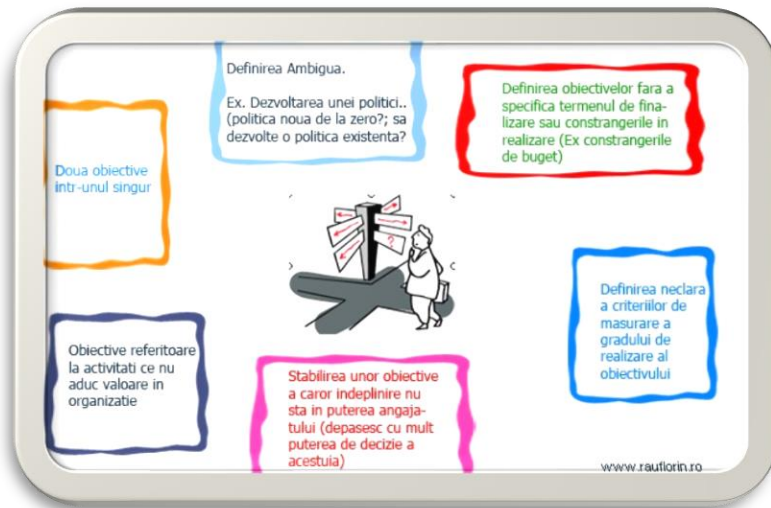 Definirea Ambigua.
Ex. Dezvoltarea unei politici..
(politica noua de la zero?; sa
dezvolte o politica existenta?
Definirea obiectivelor fara a
specifica termenul de fina-
lizare sau constrangerile in
realizare (Ex constrangerile
de buget)
Doua obiective
intr-unul singur
?
Definirea neclara
a criteriilor de
masurare a
gradului de
realizare al
obiectivului
Obiective referitoare
la activitati ce nu
aduc valoare in
organizatie
Stabilirea unor obiective
a caror indeplinire nu
sta in puterea angaja-
tului (depasesc cu mult
puterea de decizie a
acestuia)
www.rauflorin.ro